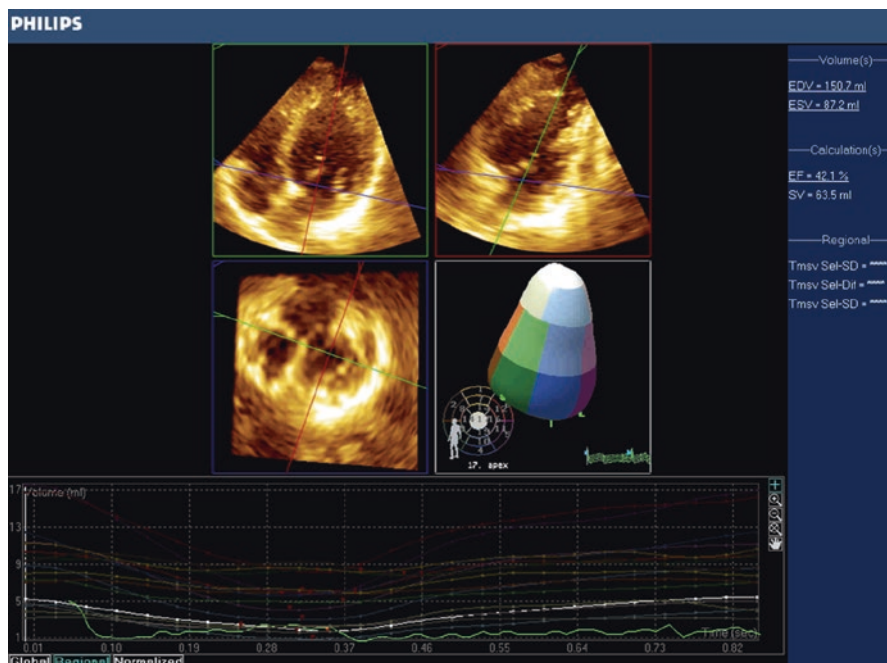 PHILIPS
Volume(s)
EDV = 150.7 ml
ESV = 87.2 ml
Calculation(s)
EF = 42.1 %
SV = 63.5 ml
Regional
Tmsv Sel-SD = ****
Tmsv Sel-Dif = ****
Tmsv Sel-SD = ****
17. apex
Volume (ml)
17
13
9
5
1
0.01 0.10 0.19 0.28 0.37 0.46 0.55 0.64 0.73 0.82
Time (sec)
Global Regional Normalized